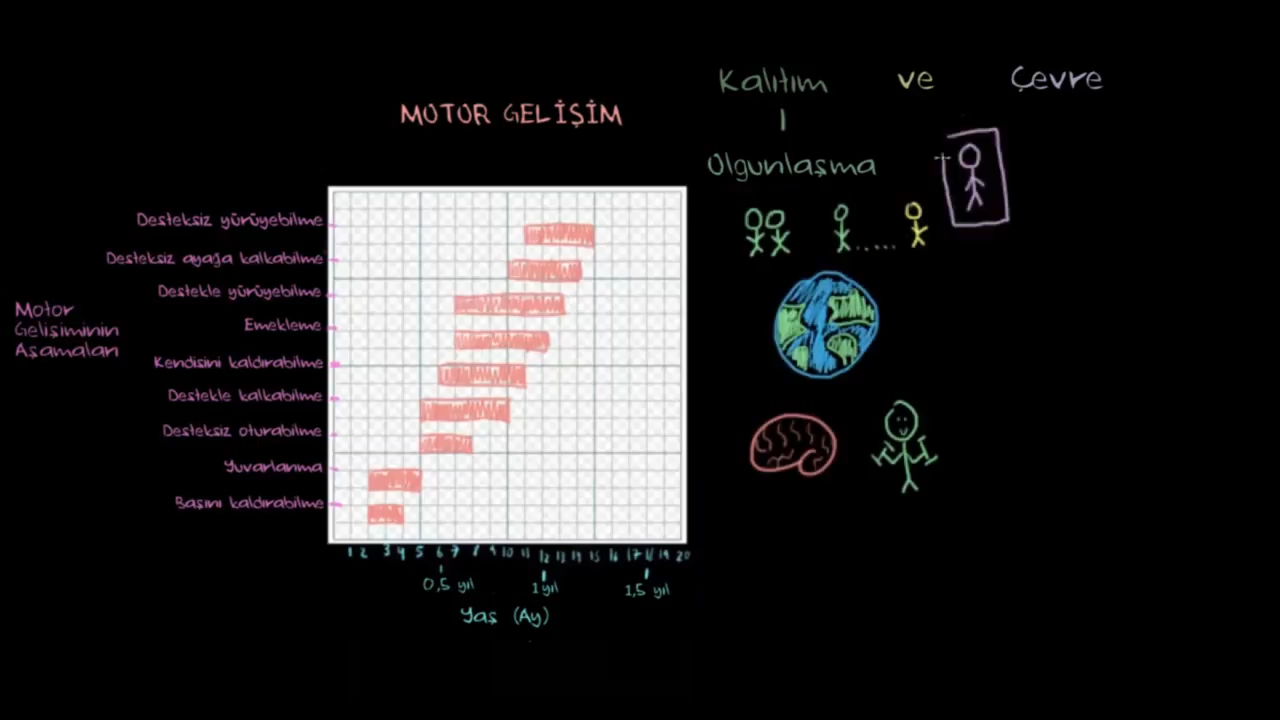 Kalıtım ve Çevre
MOTOR GELİŞİM
Olgunlaşma
Desteksiz yürüyebilme
Desteksiz ayağa kalkabilme
Destekle yürüyebilme
Motor
Gelişiminin
Aşamaları
Emekleme
Kendisini kaldırabilme
Destekle kalkabilme
Desteksiz oturabilme
Yuvarlanma
Başını kaldırabilme
1 2 3 4 5 6 7 8 9 10 11 12 13 14 15 16 17 18 19 20
0,5 yıl 1 yıl 1,5 yıl
Yaş (Ay)